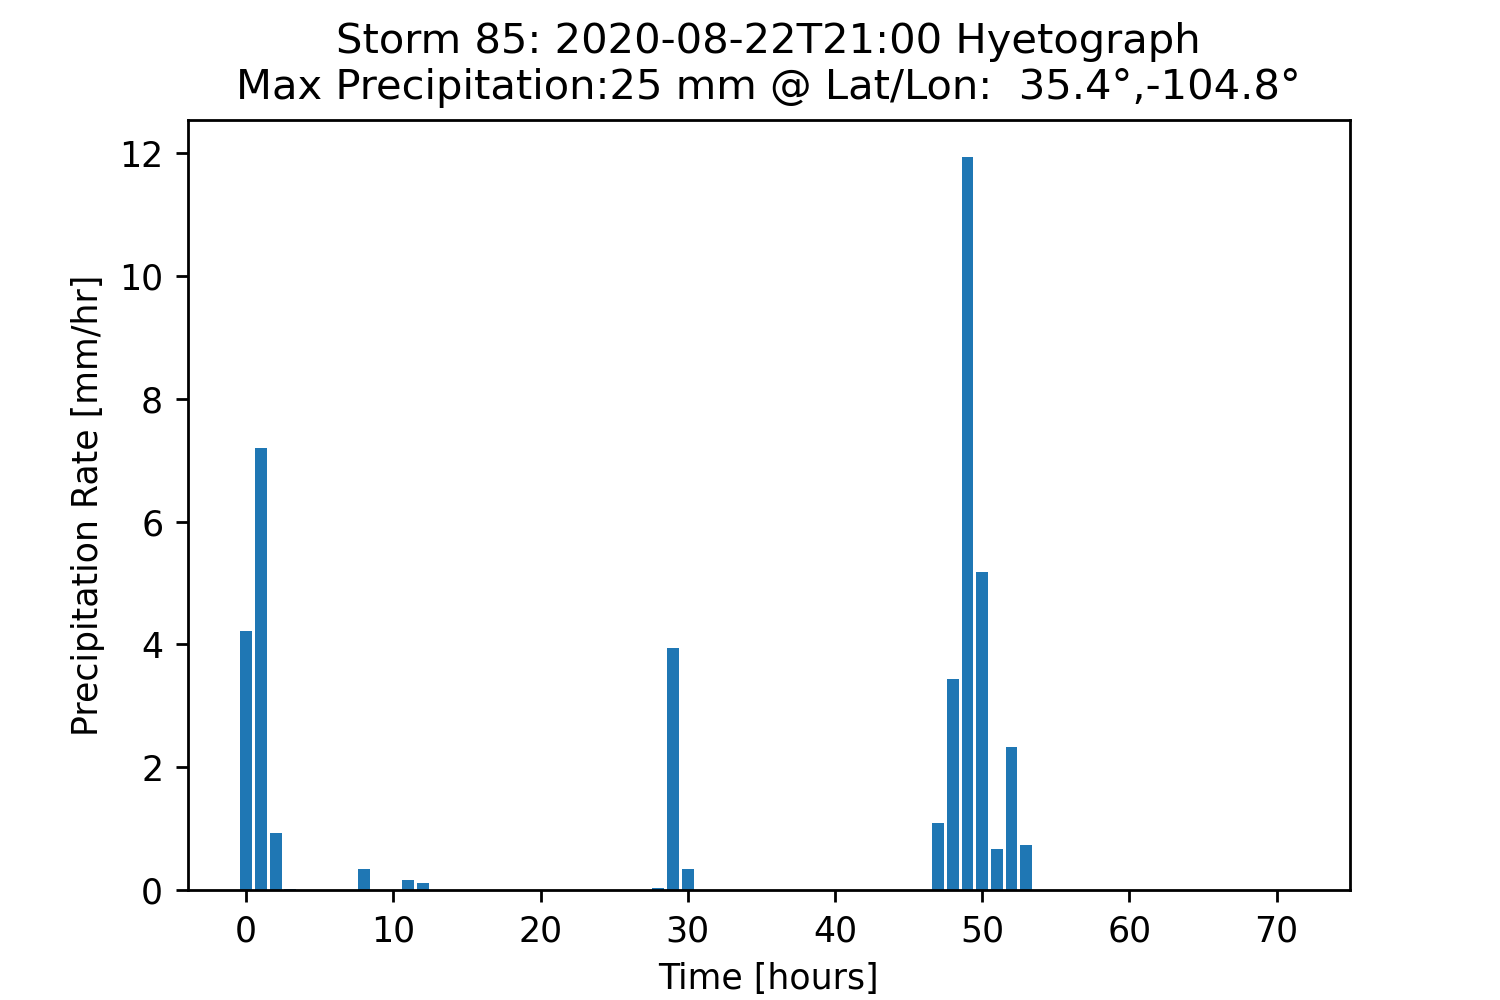 Storm 85: 2020-08-22T21:00 Hyetograph
Max Precipitation:25 mm @ Lat/Lon:  35.4°,-104.8°
12
10
8
6
4
2
0
Precipitation Rate [mm/hr]
0 10 20 30 40 50 60 70
Time [hours]